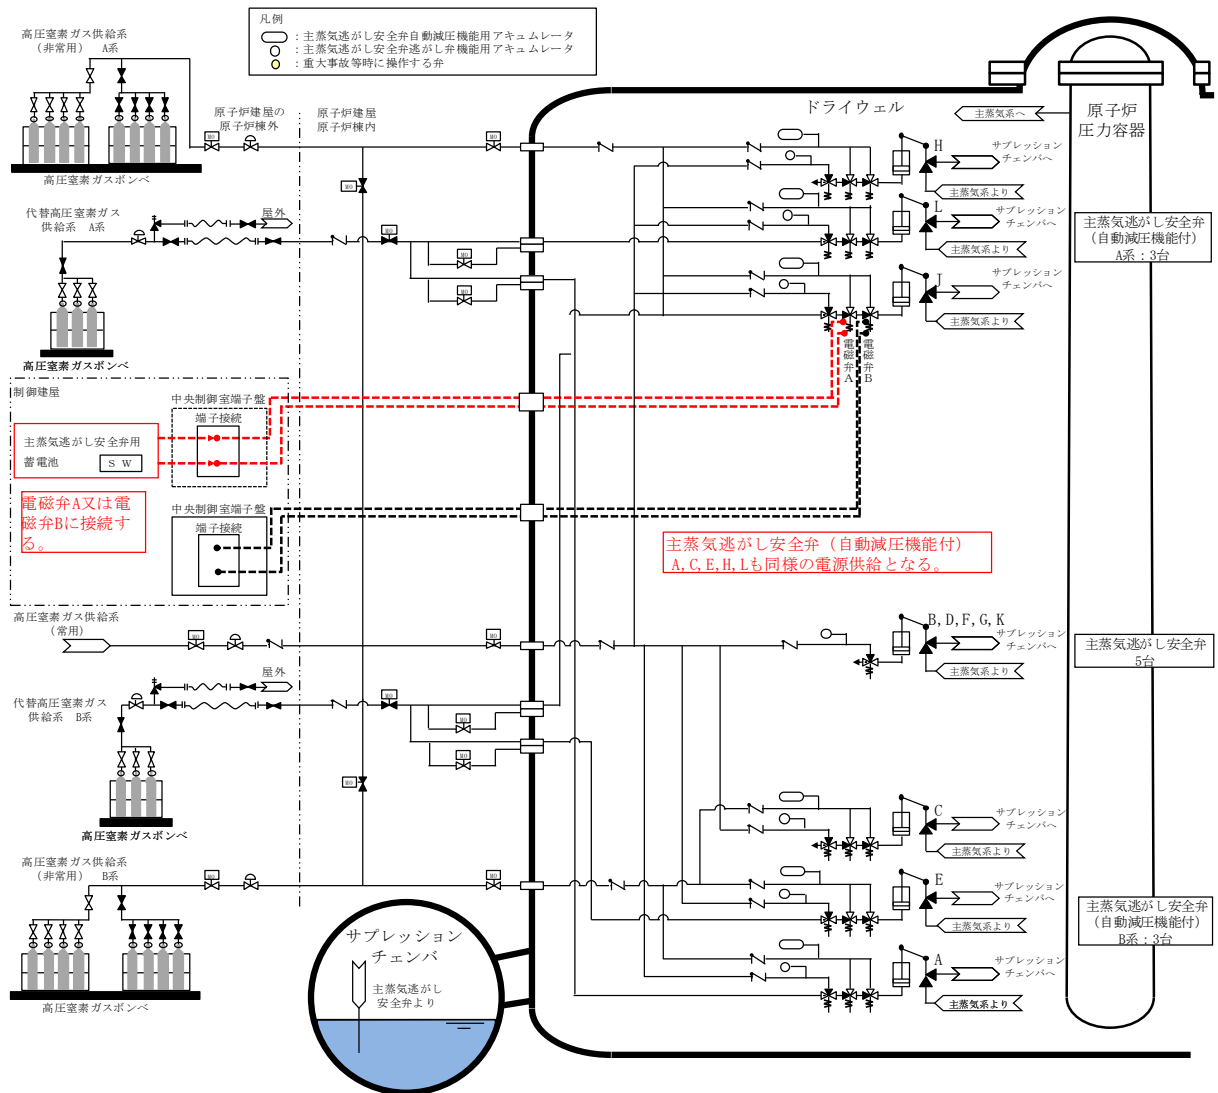 凡例
：主蒸気逃がし安全弁自動減圧機能用アキュムレータ
：主蒸気逃がし安全弁逃がし弁機能用アキュムレータ
：重大事故等時に操作する弁
高圧窒素ガス供給系
（非常用） A系
高圧窒素ガスボンベ
原子炉建屋の
原子炉棟外
原子炉建屋
原子炉棟内
MO
MO
MO
ドライウェル
主蒸気へ
原子炉
圧力容器
H
サプレッション
チェンバへ
主蒸気系より
代替高圧窒素ガス
供給系 A系
屋外
MO
MO
MO
高圧窒素ガスボンベ
L
サプレッション
チェンバへ
主蒸気系より
主蒸気逃がし安全弁
（自動減圧機能付）
A系：3台
J
サプレッション
チェンバへ
主蒸気系より
電磁弁A
電磁弁B
制御建屋
中央制御室端子盤
端子接続
主蒸気逃がし安全弁用
蓄電池
ＳＷ
電磁弁A又は電
磁弁Bに接続す
る。
中央制御室端子盤
端子接続
主蒸気逃がし安全弁（自動減圧機能付）
A,C,E,H,Lも同様の電源供給となる。
高圧窒素ガス供給系
（常用）
MO
MO
B,D,F,G,K
サプレッション
チェンバへ
主蒸気系より
主蒸気逃がし安全弁
5台
代替高圧窒素ガス
供給系 B系
屋外
MO
MO
MO
MO
高圧窒素ガスボンベ
C
サプレッション
チェンバへ
主蒸気系より
高圧窒素ガス供給系
（非常用） B系
MO
MO
高圧窒素ガスボンベ
E
サプレッション
チェンバへ
主蒸気系より
主蒸気逃がし安全弁
（自動減圧機能付）
B系：3台
A
サプレッション
チェンバへ
主蒸気系より
サプレッション
チェンバ
主蒸気逃がし
安全弁より